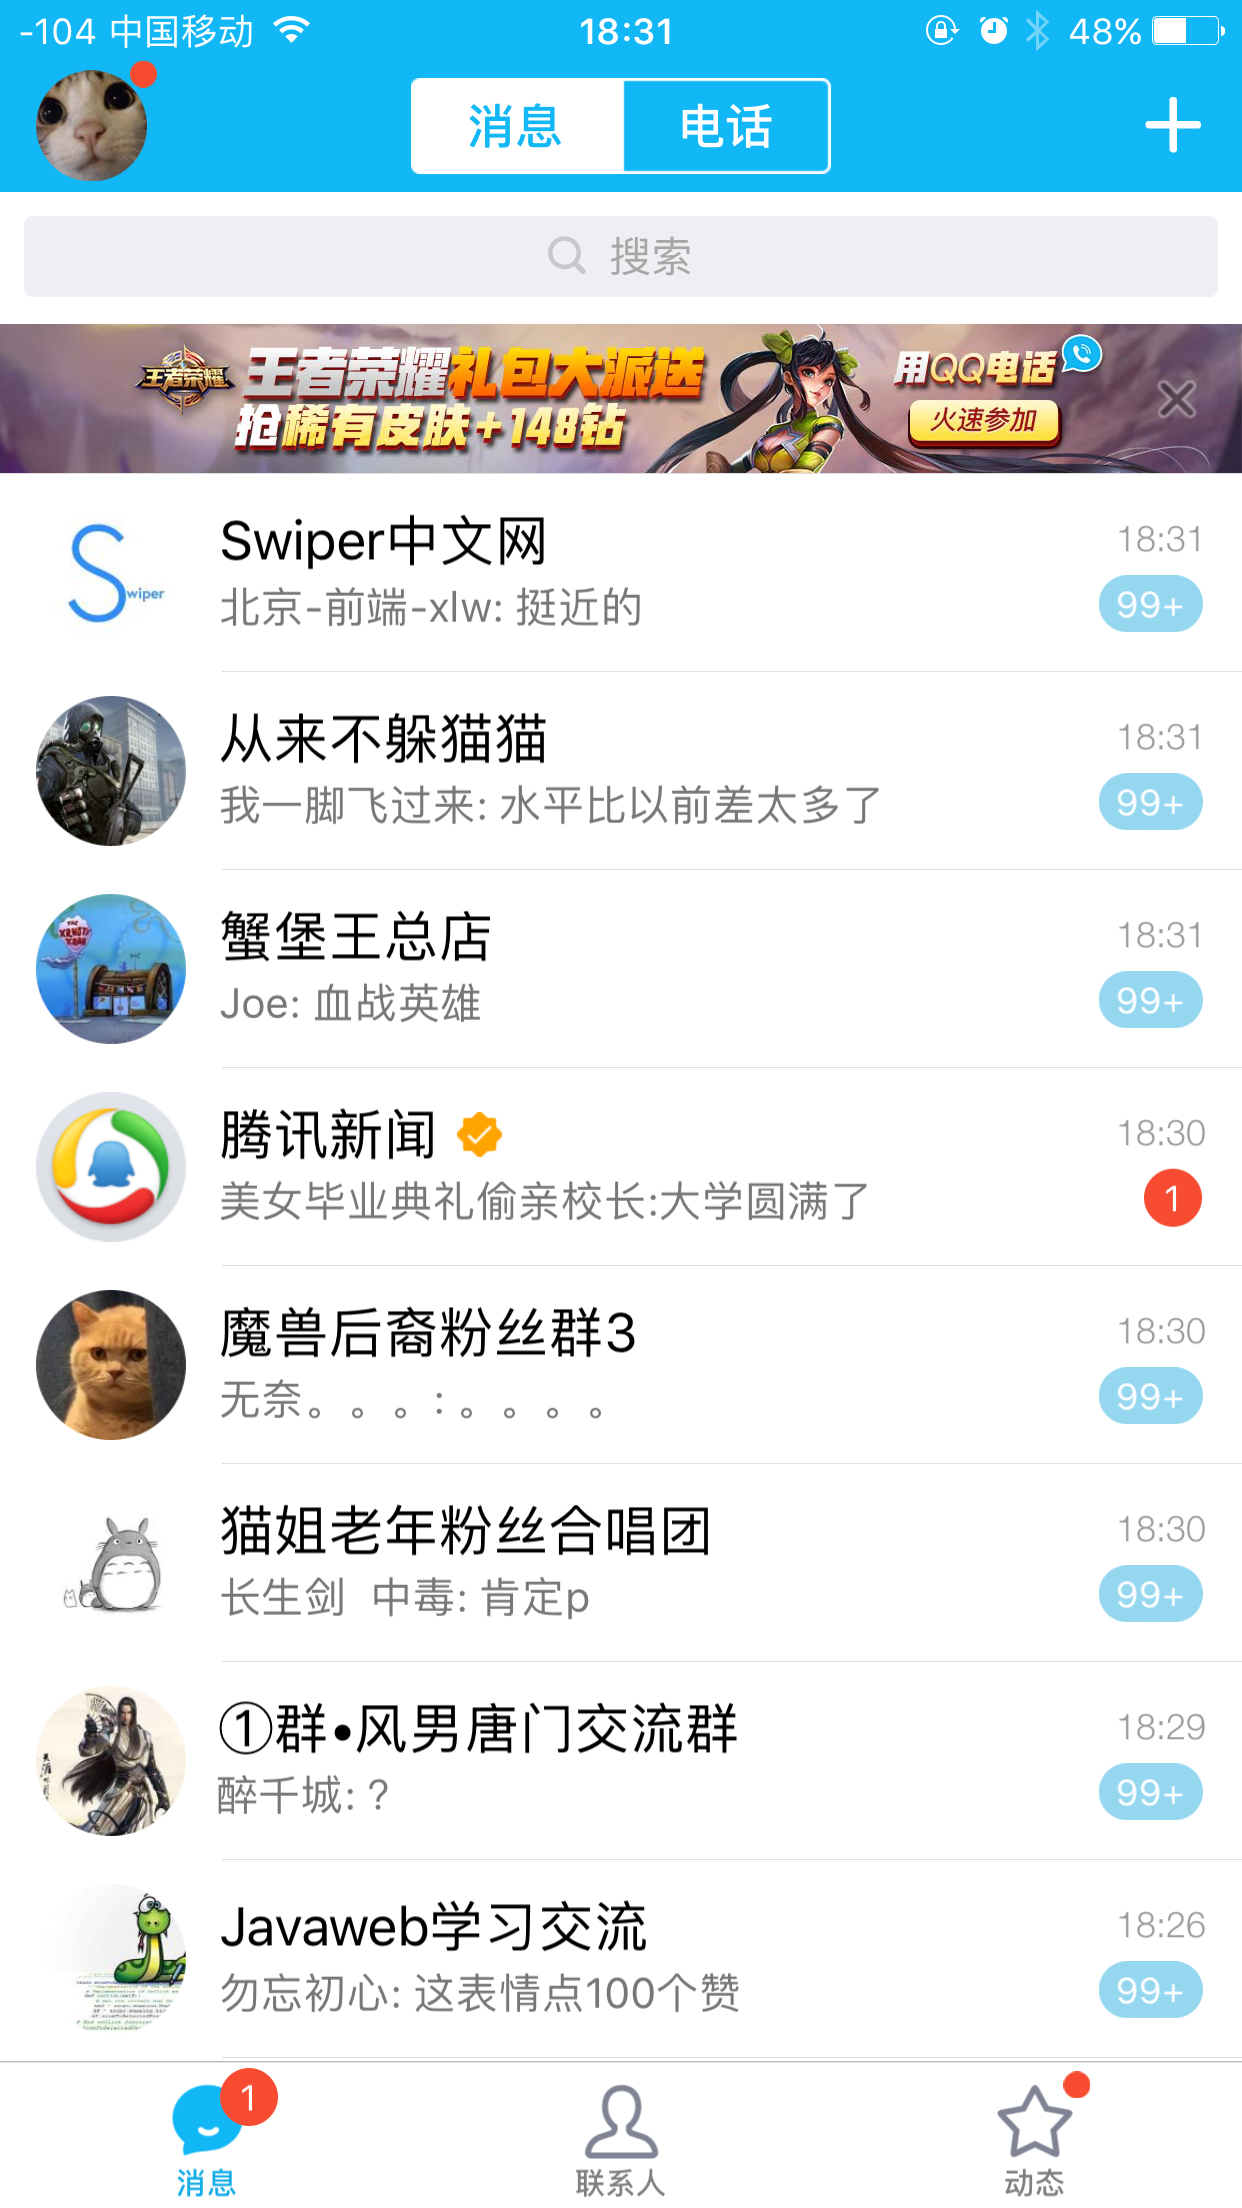 -104 中国移动 18:31 48%
消息 电话
搜索
王者荣耀 王者荣耀礼包大派送
抢稀有皮肤+148钻
用QQ电话
火速参加
Swiper中文网 18:31
Swiper
北京-前端-xlw: 挺近的 99+
从来不躲猫猫 18:31
我一脚飞过来: 水平比以前差太多了 99+
蟹堡王总店 18:31
THE KRUSTY KRAB
Joe: 血战英雄 99+
腾讯新闻 18:30
美女毕业典礼偷亲校长:大学圆满了 1
魔兽后裔粉丝群3 18:30
无奈。。。: 。。。。 99+
猫姐老年粉丝合唱团 18:30
长生剑 中毒: 肯定p 99+
①群•风男唐门交流群 18:29
醉千城: ? 99+
Javaweb学习交流 18:26
勿忘初心: 这表情点100个赞 99+
1
消息 联系人 动态